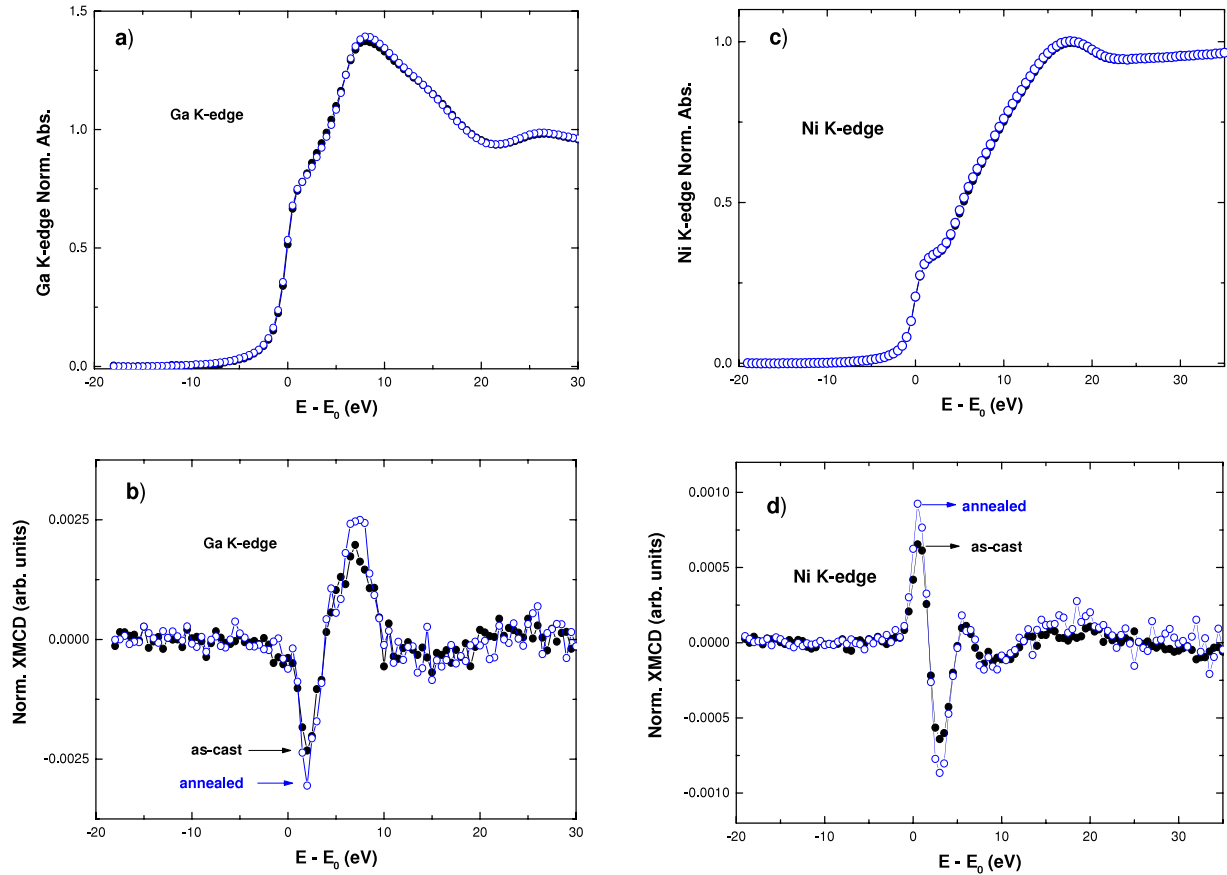 a)
Ga K-edge
Ga K-edge Norm. Abs.
1.5
1.0
0.5
0.0
-20 -10 0 10 20 30
E - E0 (eV)
c)
Ni K-edge
Ni K-edge Norm. Abs.
1.0
0.5
0.0
-20 -10 0 10 20 30
E - E0 (eV)
b)
Ga K-edge
Norm. XMCD (arb. units)
0.0025
0.0000
-0.0025
as-cast
annealed
-20 -10 0 10 20 30
E - E0 (eV)
d)
annealed
as-cast
Ni K-edge
Norm. XMCD (arb. units)
0.0010
0.0005
0.0000
-0.0005
-0.0010
-20 -10 0 10 20 30
E - E0 (eV)